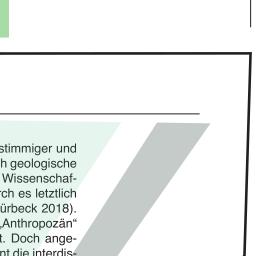 stimmiger und
h geologische
Wissenschaf-
rch es letztlich
ürbeck 2018).
„Anthropozän“
t. Doch ange-
nt die interdis-